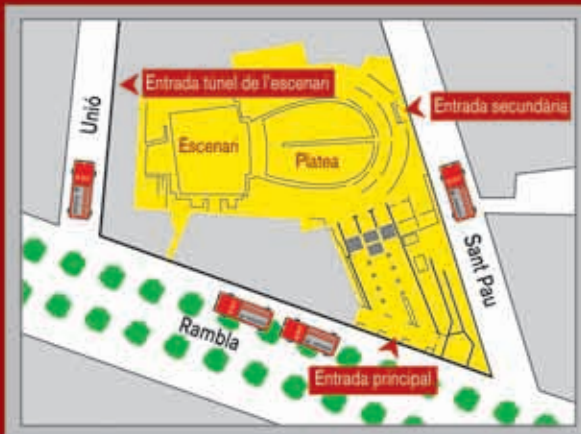 Entrada túnel de l'escenari
Unió
Entrada secundària
Escenari
Platea
Sant Pau
Rambla
Entrada principal